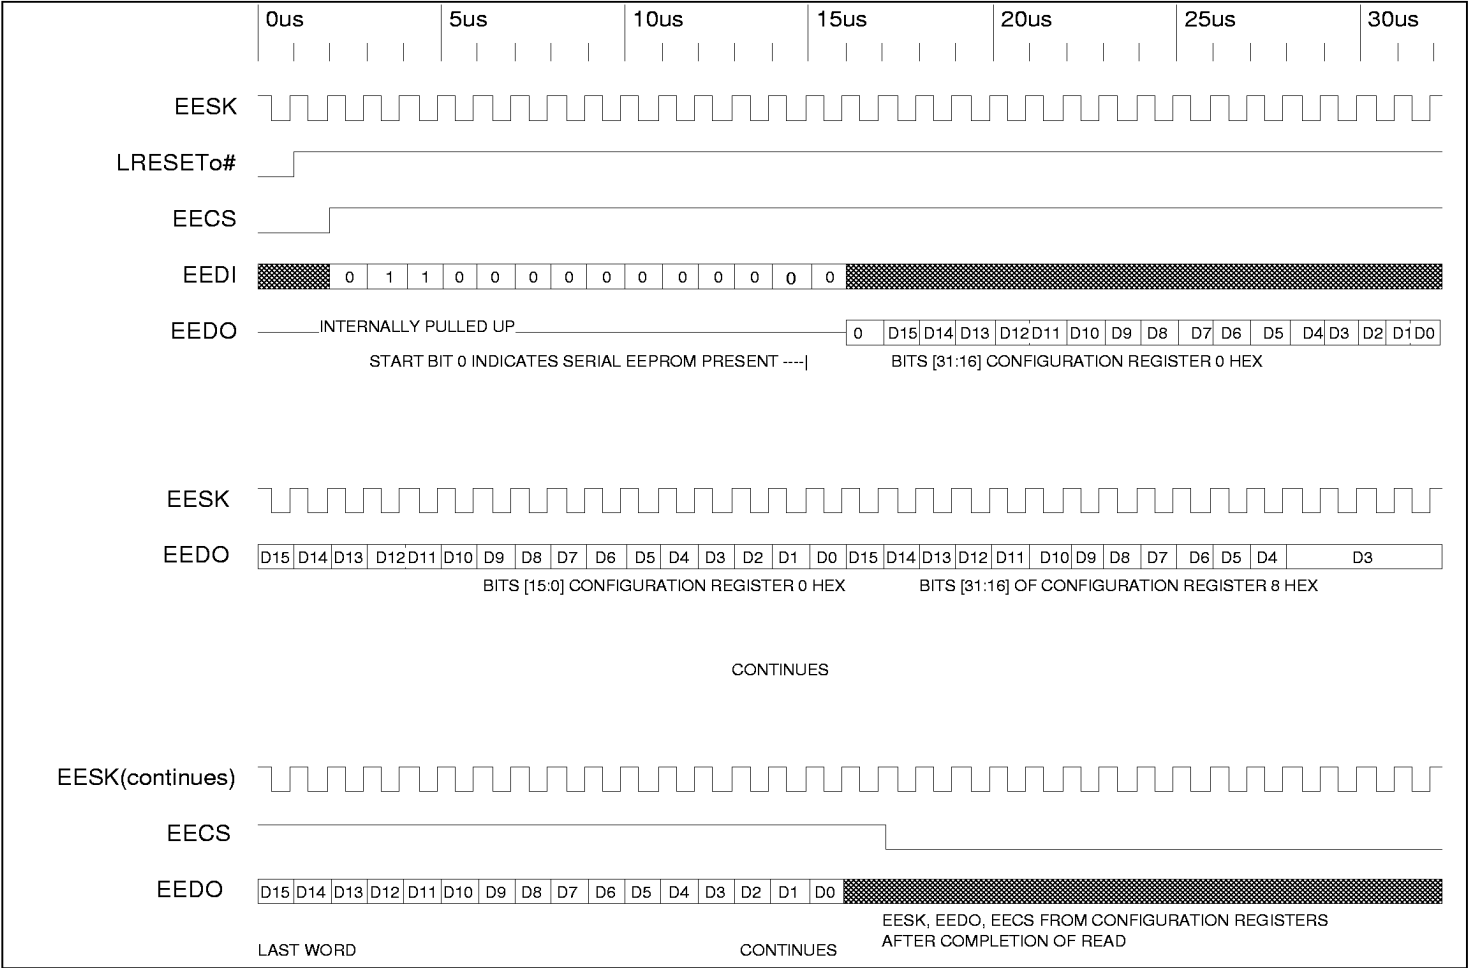 0us 5us 10us 15us 20us 25us 30us
EESK
LRESETo#
EECS
EEDI 0 1 1 0 0 0 0 0 0 0 0 0 0 0
EEDO INTERNALLY PULLED UP 0 D15 D14 D13 D12 D11 D10 D9 D8 D7 D6 D5 D4 D3 D2 D1 D0
START BIT 0 INDICATES SERIAL EEPROM PRESENT ----| BITS [31:16] CONFIGURATION REGISTER 0 HEX
EESK
EEDO D15 D14 D13 D12 D11 D10 D9 D8 D7 D6 D5 D4 D3 D2 D1 D0 D15 D14 D13 D12 D11 D10 D9 D8 D7 D6 D5 D4 D3
BITS [15:0] CONFIGURATION REGISTER 0 HEX BITS [31:16] OF CONFIGURATION REGISTER 8 HEX
CONTINUES
EESK(continues)
EECS
EEDO D15 D14 D13 D12 D11 D10 D9 D8 D7 D6 D5 D4 D3 D2 D1 D0
EESK, EEDO, EECS FROM CONFIGURATION REGISTERS
AFTER COMPLETION OF READ
LAST WORD CONTINUES